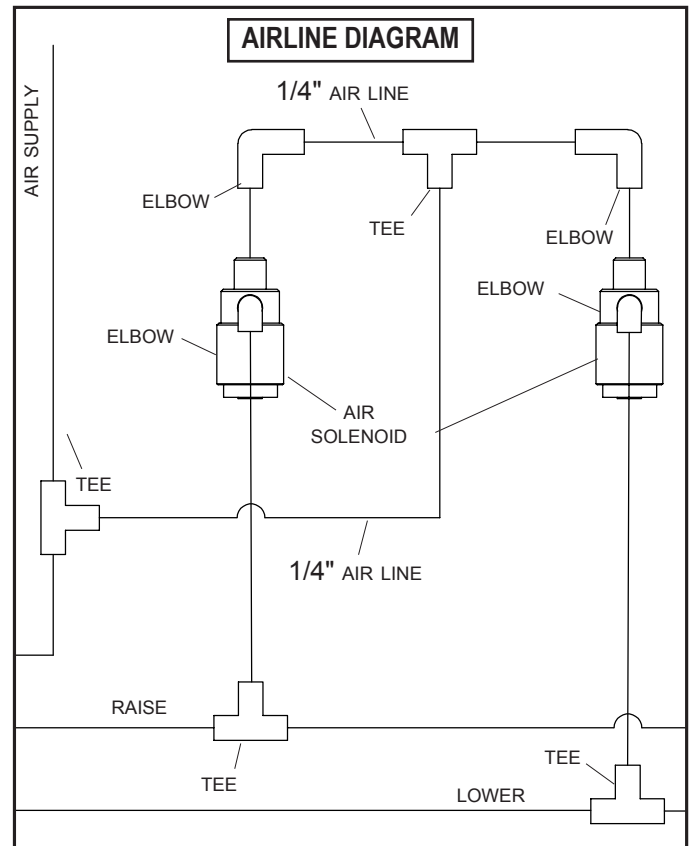 AIRLINE DIAGRAM
AIR SUPPLY
1/4" AIR LINE
ELBOW
TEE
ELBOW
ELBOW
ELBOW
AIR
SOLENOID
TEE
1/4" AIR LINE
RAISE
TEE
TEE
LOWER